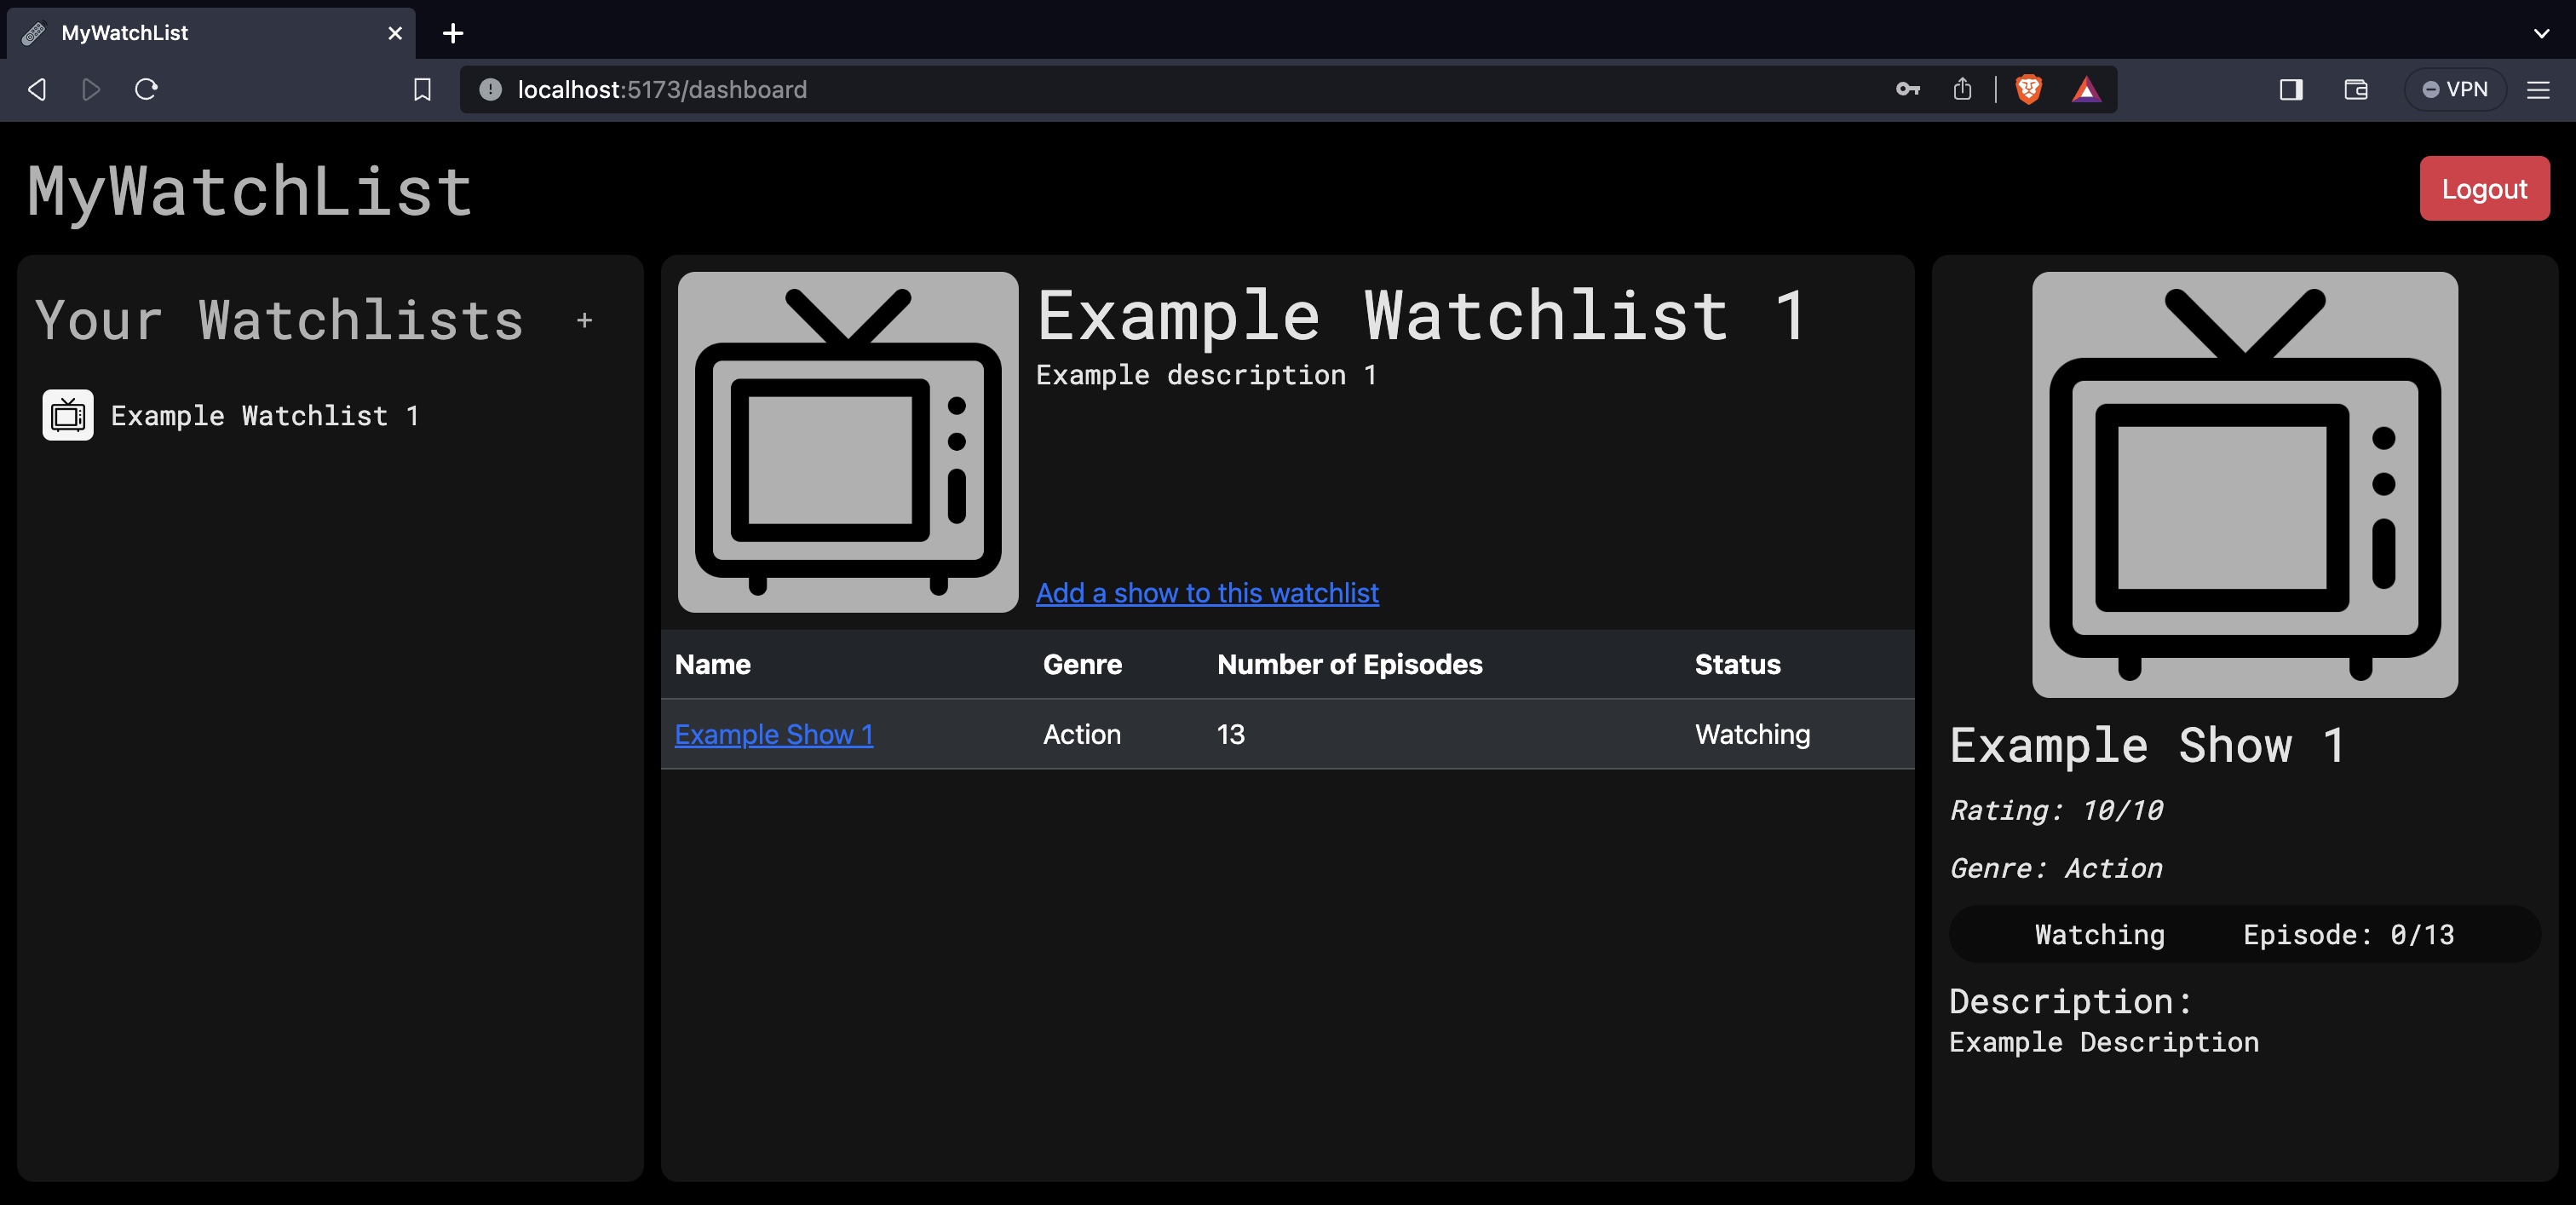 MyWatchList
localhost:5173/dashboard
VPN
MyWatchList
Logout
Your Watchlists +
Example Watchlist 1
Example Watchlist 1
Example description 1
Add a show to this watchlist
Name Genre Number of Episodes Status
Example Show 1 Action 13 Watching
Example Show 1
Rating: 10/10
Genre: Action
Watching Episode: 0/13
Description:
Example Description